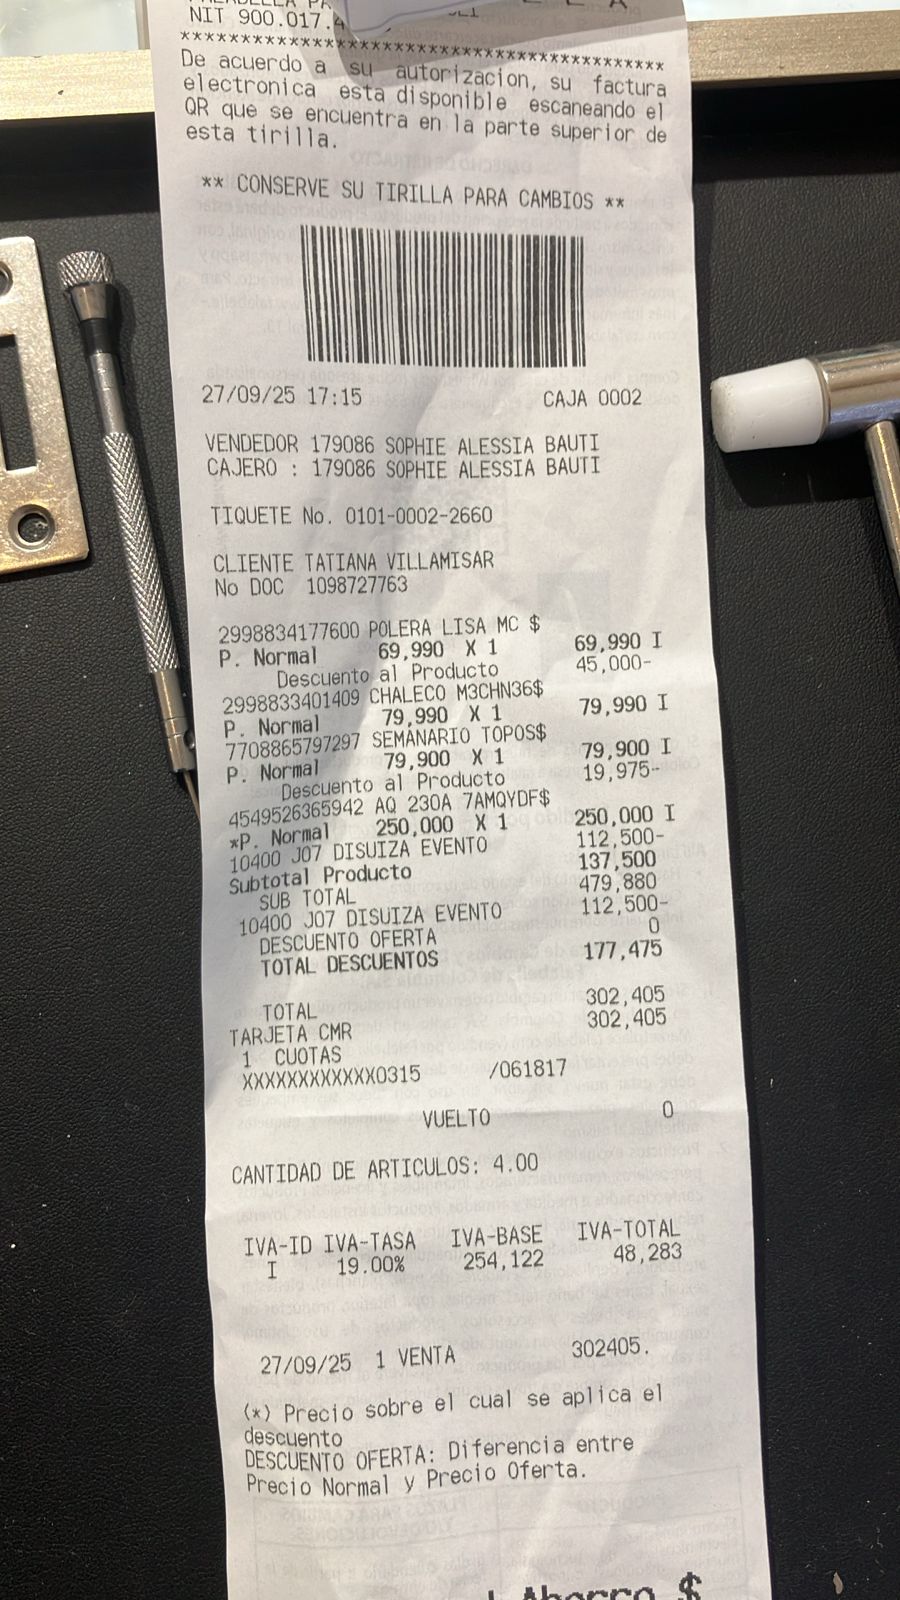 NIT 900.017.4
****************************************
De acuerdo a su autorizacion, su factura
electronica esta disponible escaneando el
QR que se encuentra en la parte superior de
esta tirilla.
** CONSERVE SU TIRILLA PARA CAMBIOS **
27/09/25 17:15 CAJA 0002
VENDEDOR 179086 SOPHIE ALESSIA BAUTI
CAJERO : 179086 SOPHIE ALESSIA BAUTI
TIQUETE No. 0101-0002-2660
CLIENTE TATIANA VILLAMISAR
No DOC 1098727763
2998834177600 POLERA LISA MC $
P. Normal 69,990 X 1 69,990 I
Descuento al Producto 45,000-
2998833401409 CHALECO M3CHN36$
P. Normal 79,990 X 1 79,990 I
7708865797297 SEMANARIO TOPOS$
P. Normal 79,900 X 1 79,900 I
Descuento al Producto 19,975-
4549526365942 AQ 230A 7AMQYDF$
*P. Normal 250,000 X 1 250,000 I
10400 J07 DISUIZA EVENTO 112,500-
Subtotal Producto 137,500
SUB TOTAL 479,880
10400 J07 DISUIZA EVENTO 112,500-
DESCUENTO OFERTA 0
TOTAL DESCUENTOS 177,475
TOTAL 302,405
TARJETA CMR 302,405
1 CUOTAS
XXXXXXXXXXXX0315 /061817
VUELTO 0
CANTIDAD DE ARTICULOS: 4.00
IVA-ID IVA-TASA IVA-BASE IVA-TOTAL
I 19.00% 254,122 48,283
27/09/25 1 VENTA 302405.
(*) Precio sobre el cual se aplica el
descuento
DESCUENTO OFERTA: Diferencia entre
Precio Normal y Precio Oferta.
Ahorro $